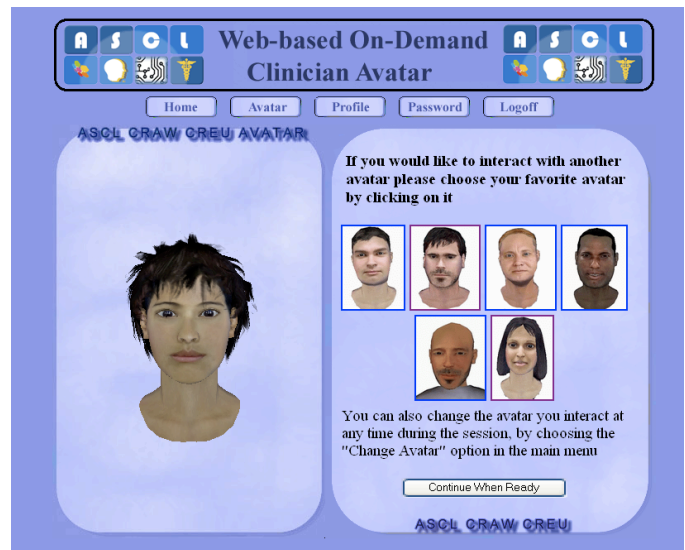 A S C L
Web-based On-Demand
Clinician Avatar
A S C L
Home
Avatar
Profile
Password
Logoff
ASCL CRAW CREU AVATAR
If you would like to interact with another
avatar please choose your favorite avatar
by clicking on it
You can also change the avatar you interact at
any time during the session, by choosing the
"Change Avatar" option in the main menu
Continue When Ready
ASCL CRAW CREU